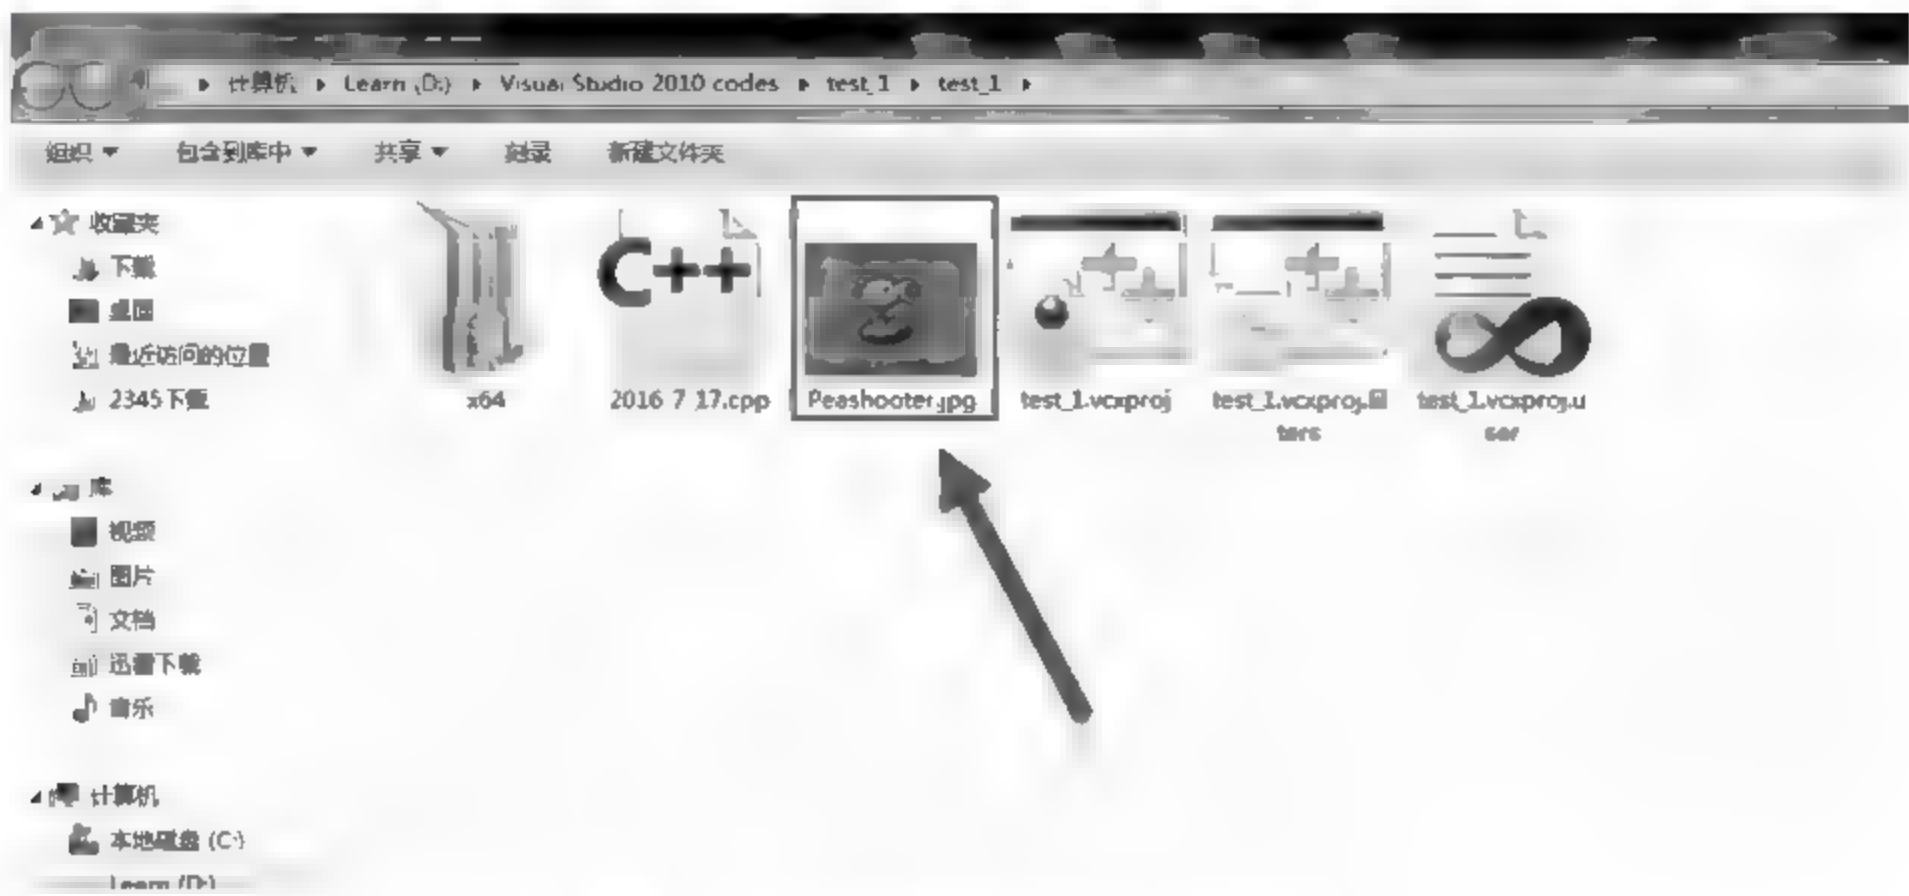 计算机 Learn (D:) Visual Studio 2010 codes test_1 test_1
组织 包含到库中 共享 刻录 新建文件夹
收藏夹
下载
桌面
最近访问的位置
2345下载
库
视频
图片
文档
迅雷下载
音乐
计算机
本地磁盘 (C:)
Learn (D:)
x64
2016 7 17.cpp
Peashooter.jpg
test_1.vcxproj
test_1.vcxproj.fil
ters
test_1.vcxproj.u
ser